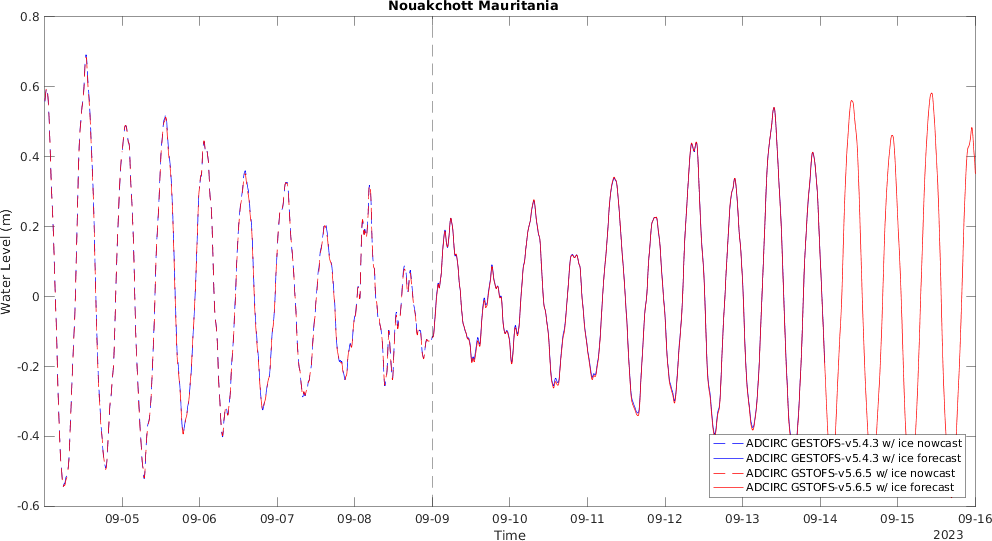 Nouakchott Mauritania
0.8
0.6
0.4
0.2
0
-0.2
-0.4
-0.6
Water Level (m)
ADCIRC GESTOFS-v5.4.3 w/ ice nowcast
ADCIRC GESTOFS-v5.4.3 w/ ice forecast
ADCIRC GSTOFS-v5.6.5 w/ ice nowcast
ADCIRC GSTOFS-v5.6.5 w/ ice forecast
09-05 09-06 09-07 09-08 09-09 09-10 09-11 09-12 09-13 09-14 09-15 09-16
Time
2023